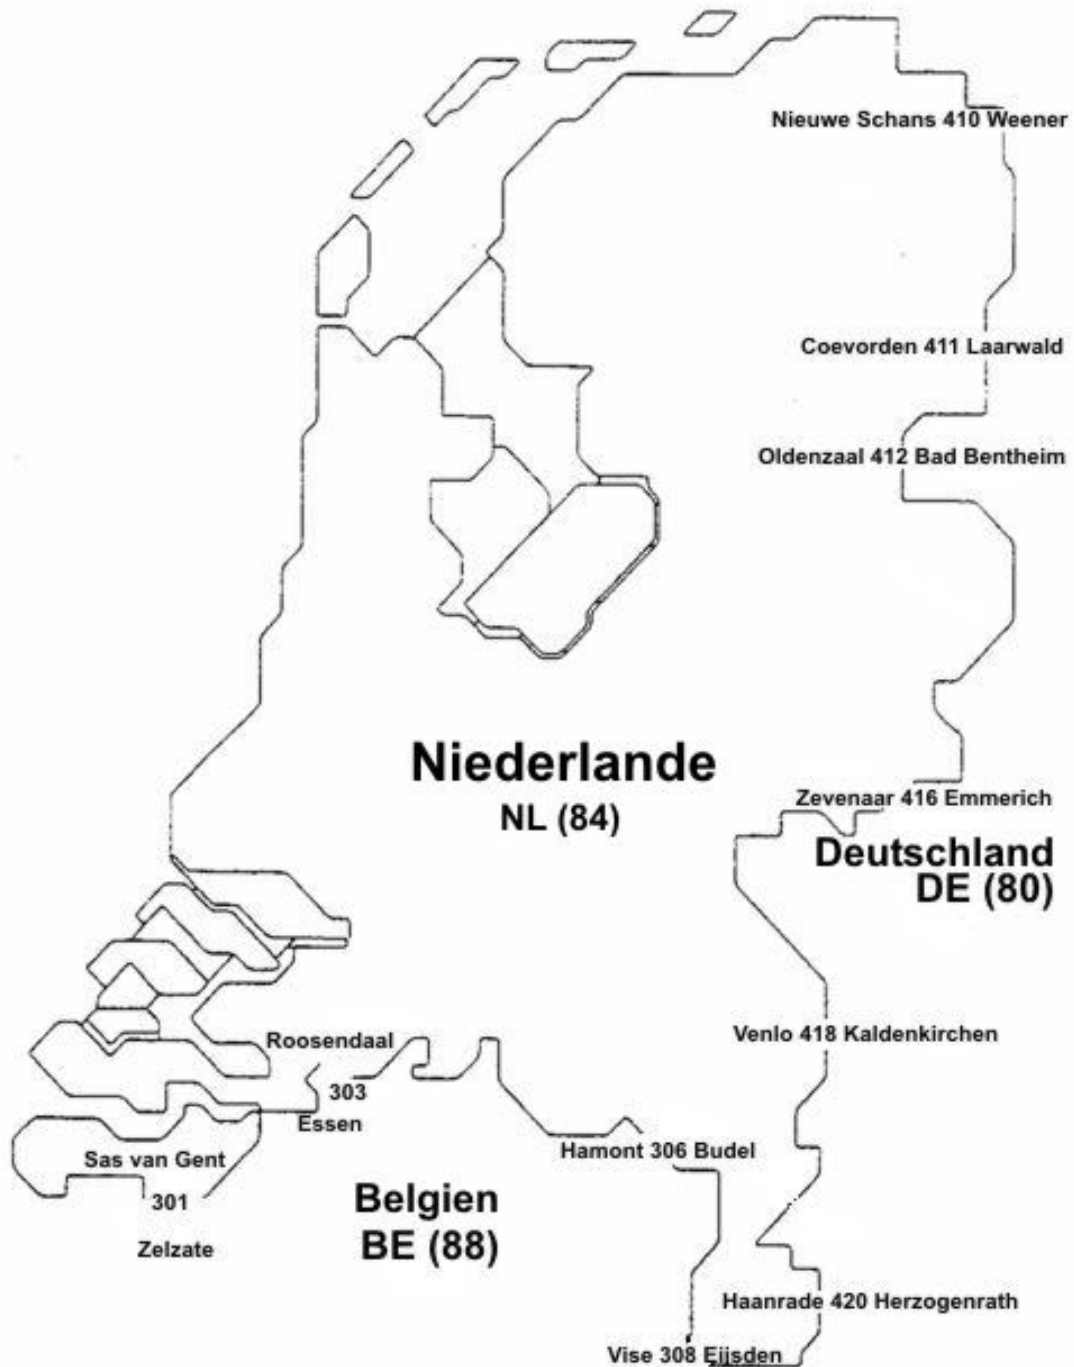 Nieuwe Schans 410 Weener
Coevorden 411 Laarwald
Oldenzaal 412 Bad Bentheim
Niederlande
NL (84)
Zevenaar 416 Emmerich
Deutschland
DE (80)
Venlo 418 Kaldenkirchen
Roosendaal
303
Essen
Hamont 306 Budel
Sas van Gent
301
Zelzate
Belgien
BE (88)
Haanrade 420 Herzogenrath
Vise 308 Eijsden